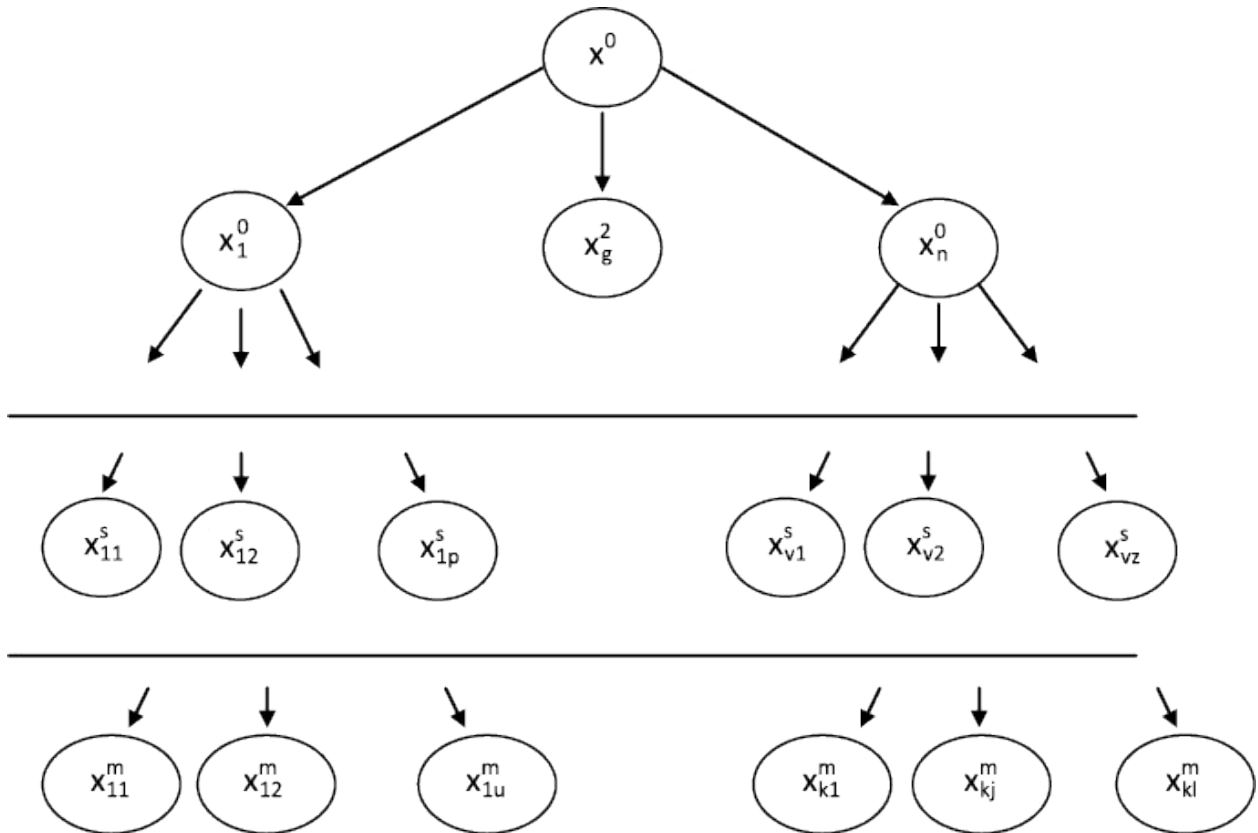 x^0
x_1^0 x_g^2 x_n^0
x_11^s x_12^s x_1p^s x_v1^s x_v2^s x_vz^s
x_11^m x_12^m x_1u^m x_k1^m x_kj^m x_kl^m